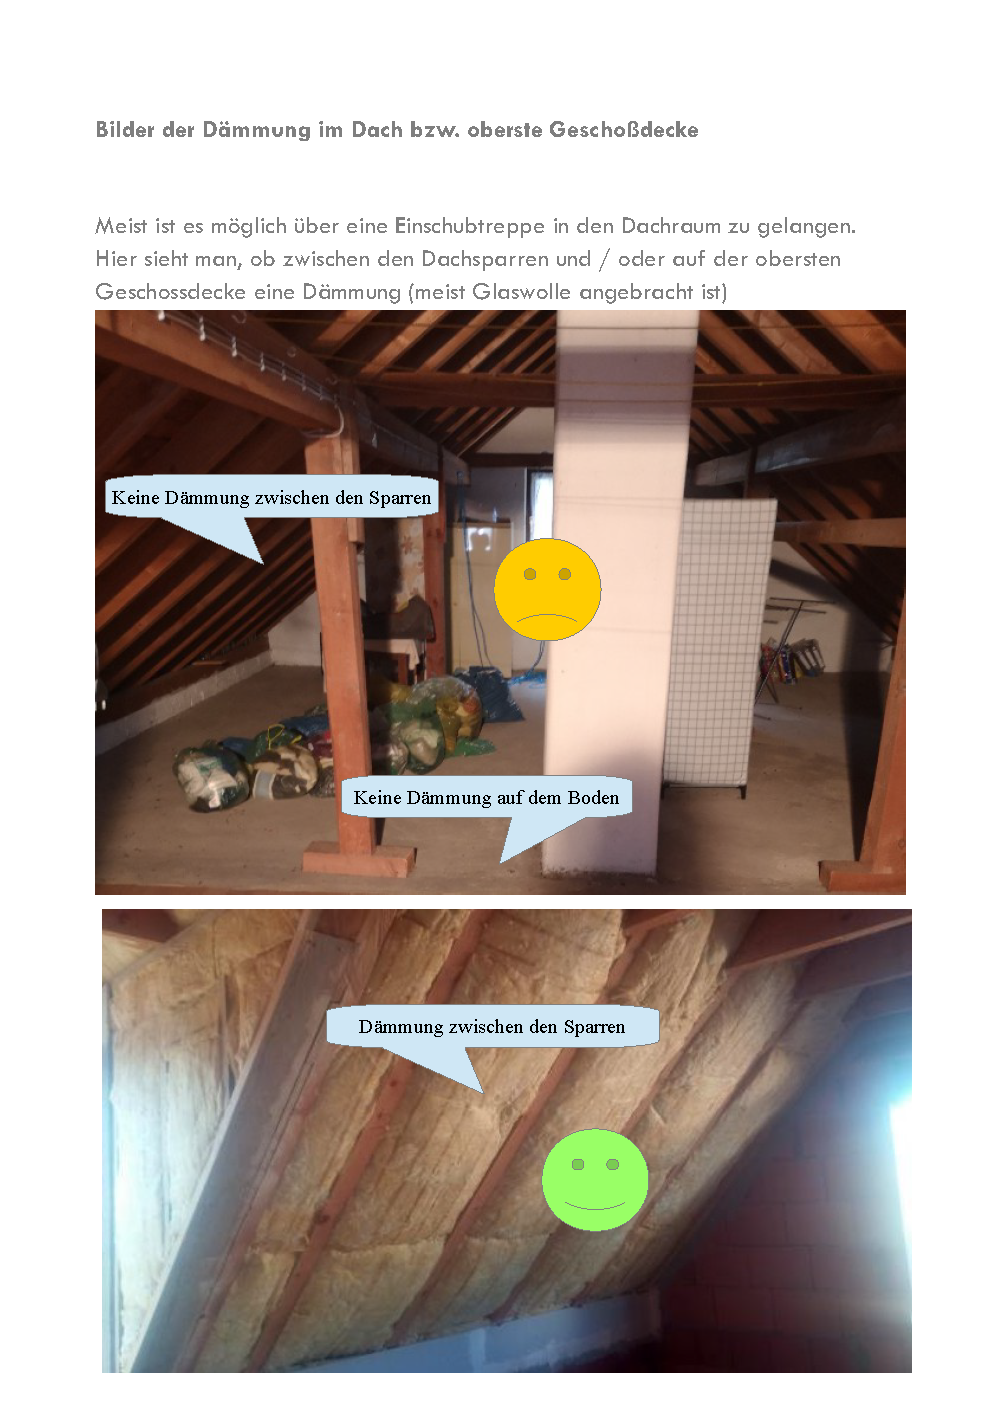 Bilder der Dämmung im Dach bzw. oberste Geschoßdecke
Meist ist es möglich über eine Einschubtreppe in den Dachraum zu gelangen.
Hier sieht man, ob zwischen den Dachsparren und / oder auf der obersten
Geschossdecke eine Dämmung (meist Glaswolle angebracht ist)
Keine Dämmung zwischen den Sparren
Keine Dämmung auf dem Boden
Dämmung zwischen den Sparren